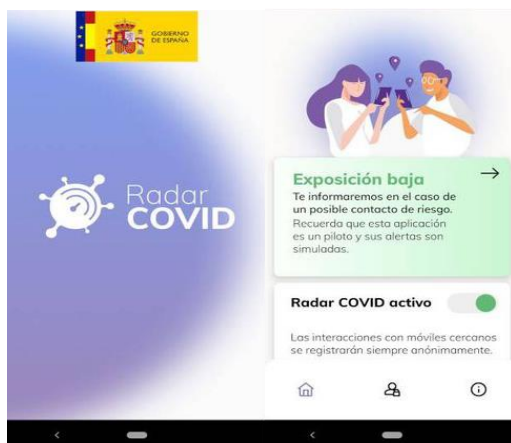 GOBIERNO
DE ESPAÑA
Radar
COVID
Exposición baja
Te informaremos en el caso de
un posible contacto de riesgo.
Recuerda que esta aplicación
es un piloto y sus alertas son
simuladas.
Radar COVID activo
Las interacciones con móviles cercanos
se registrarán siempre anónimamente.